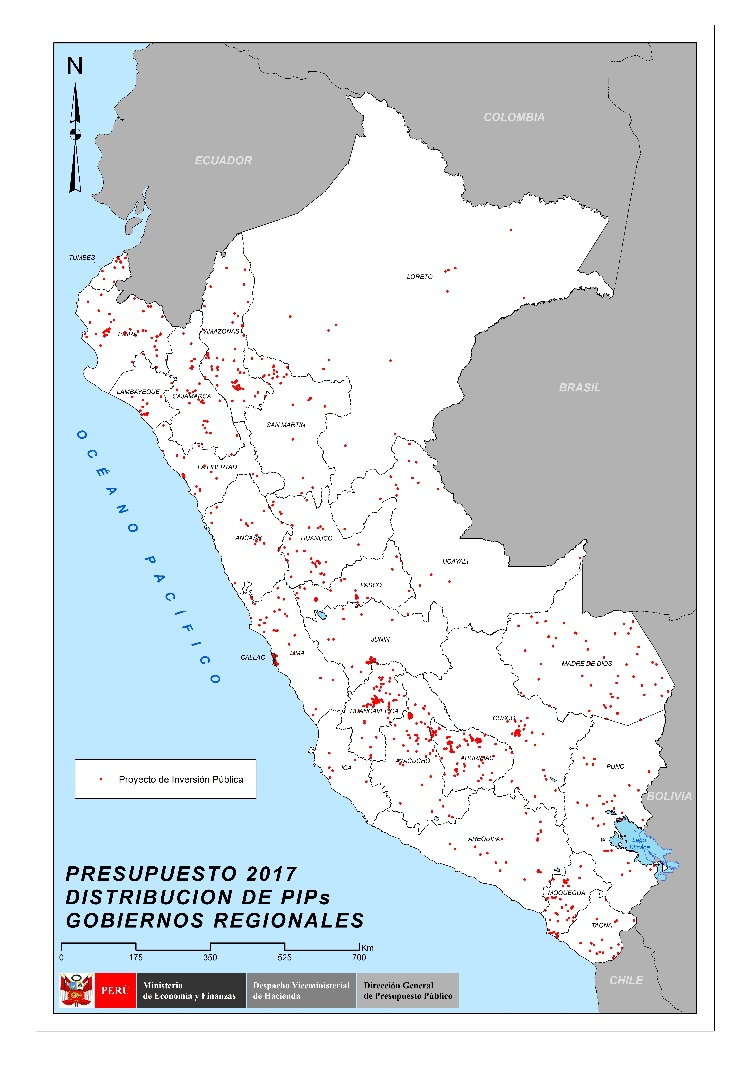 N
COLOMBIA
ECUADOR
TUMBES
LORETO
PIURA
AMAZONAS
BRASIL
LAMBAYEQUE
CAJAMARCA
SAN MARTIN
LA LIBERTAD
OCÉANO PACÍFICO
ANCASH
HUANUCO
UCAYALI
PASCO
JUNIN
CALLAO
LIMA
MADRE DE DIOS
HUANCAVELICA
CUSCO
ICA
AYACUCHO
APURIMAC
PUNO
Proyecto de Inversión Pública
BOLIVIA
AREQUIPA
Lago
PRESUPUESTO 2017
DISTRIBUCION DE PIPs
GOBIERNOS REGIONALES
MOQUEGUA
TACNA
Km
0 175 350 525 700
CHILE
PERÚ
Ministerio
de Economía y Finanzas
Despacho Viceministerial
de Hacienda
Dirección General
de Presupuesto Público